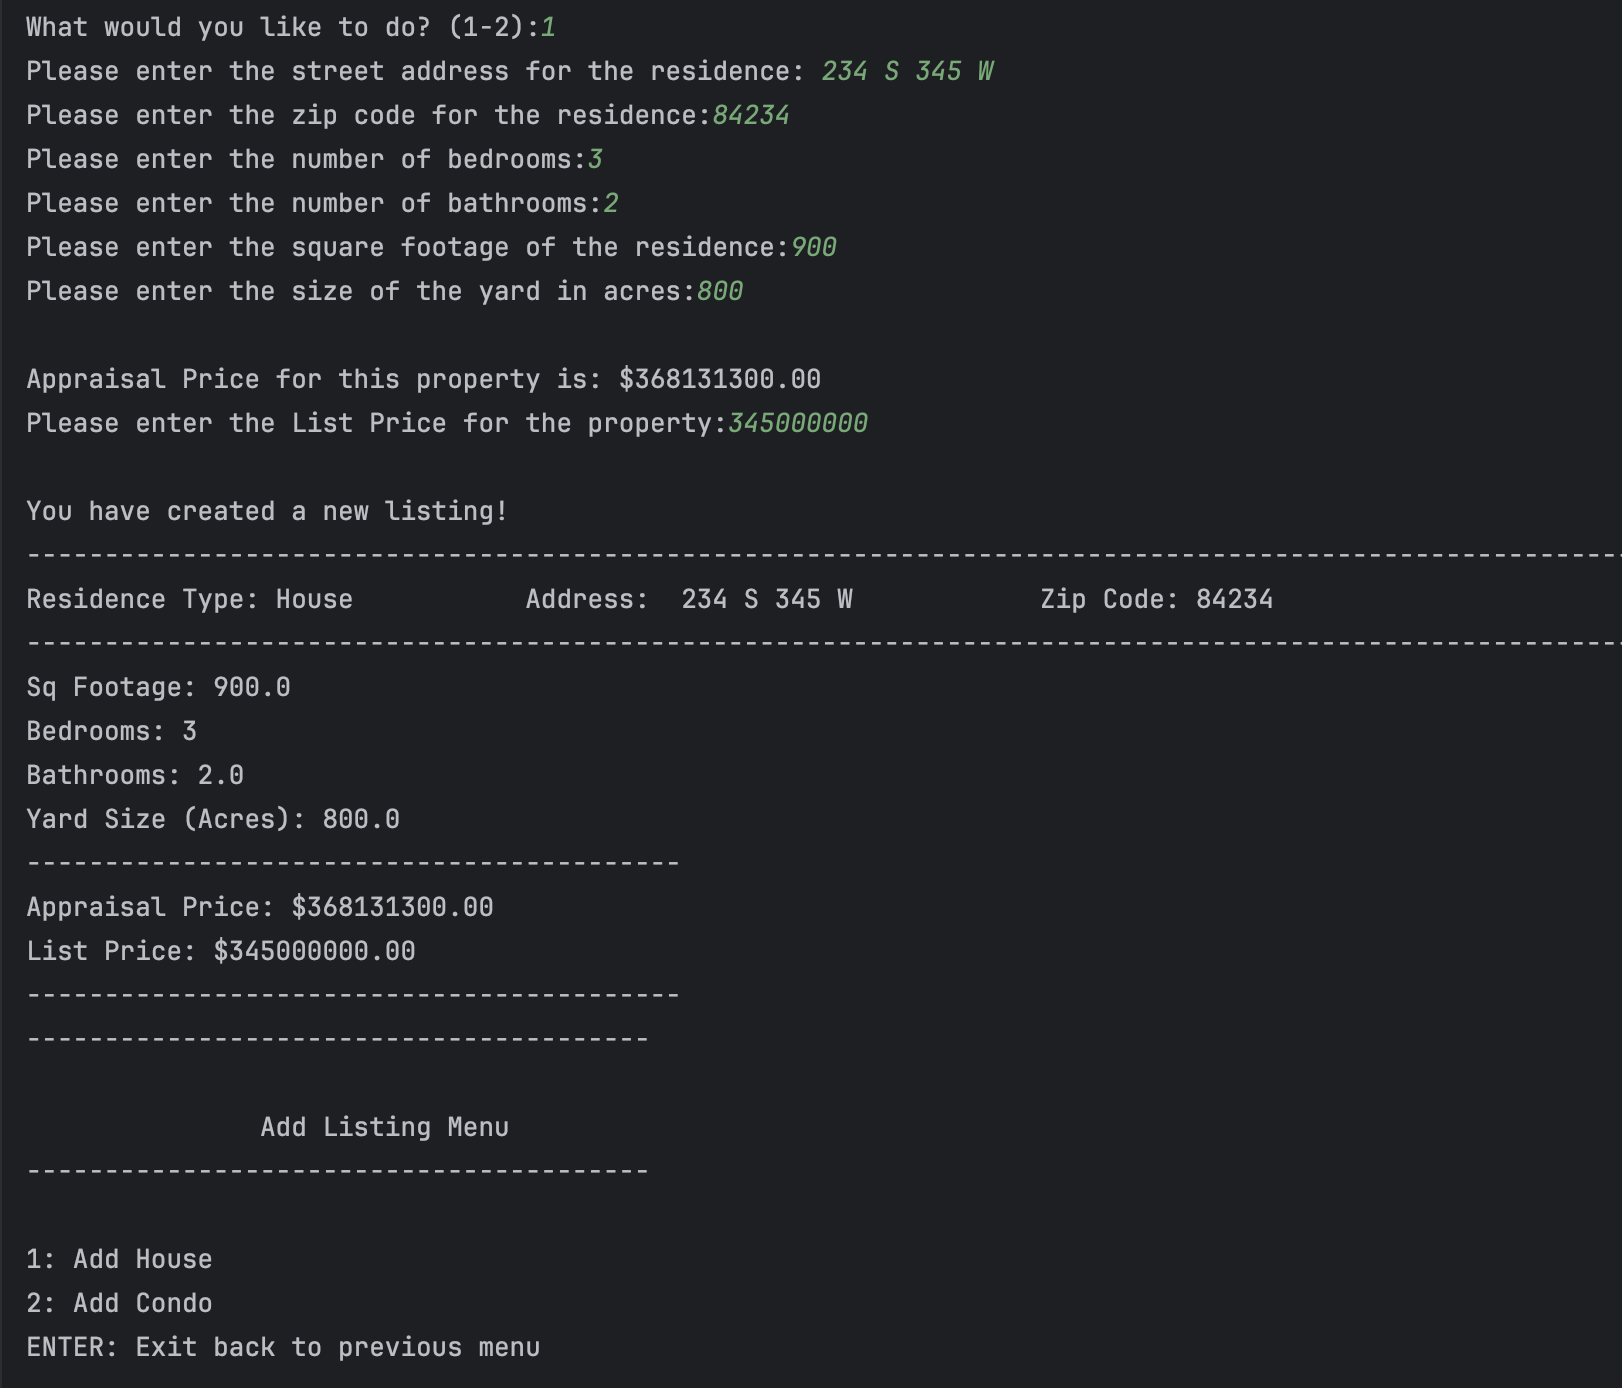 What would you like to do? (1-2):1
Please enter the street address for the residence: 234 S 345 W
Please enter the zip code for the residence:84234
Please enter the number of bedrooms:3
Please enter the number of bathrooms:2
Please enter the square footage of the residence:900
Please enter the size of the yard in acres:800
Appraisal Price for this property is: $368131300.00
Please enter the List Price for the property:345000000
You have created a new listing!
-------------------------------------------------------------------------------------------------------
Residence Type: House           Address:  234 S 345 W            Zip Code: 84234
-------------------------------------------------------------------------------------------------------
Sq Footage: 900.0
Bedrooms: 3
Bathrooms: 2.0
Yard Size (Acres): 800.0
------------------------------------------
Appraisal Price: $368131300.00
List Price: $345000000.00
------------------------------------------
----------------------------------------
Add Listing Menu
----------------------------------------
1: Add House
2: Add Condo
ENTER: Exit back to previous menu